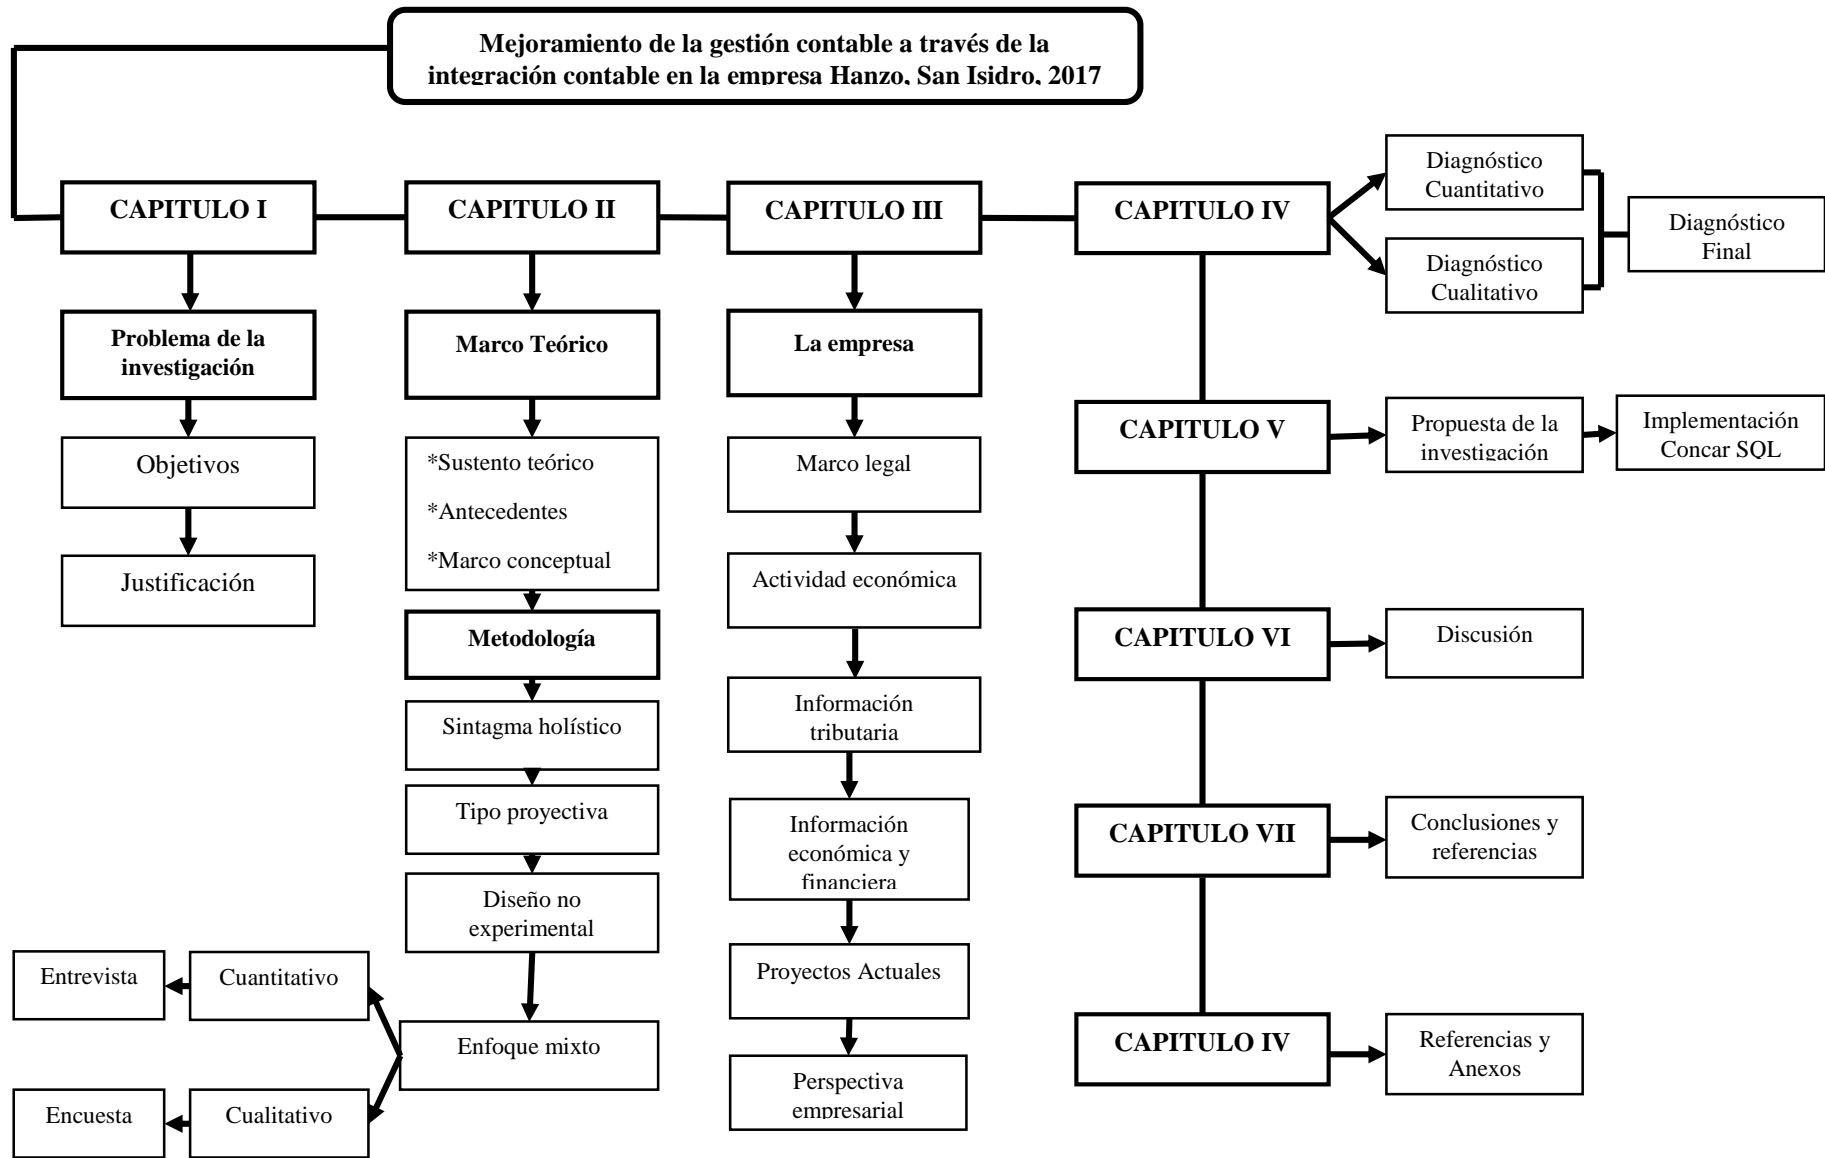 Mejoramiento de la gestión contable a través de la
integración contable en la empresa Hanzo, San Isidro, 2017
CAPITULO I
Problema de la
investigación
Objetivos
Justificación
CAPITULO II
Marco Teórico
*Sustento teórico
*Antecedentes
*Marco conceptual
Metodología
Sintagma holístico
Tipo proyectiva
Diseño no
experimental
Enfoque mixto
Cuantitativo
Entrevista
Cualitativo
Encuesta
CAPITULO III
La empresa
Marco legal
Actividad económica
Información
tributaria
Información
económica y
financiera
Proyectos Actuales
Perspectiva
empresarial
CAPITULO IV
Diagnóstico
Cuantitativo
Diagnóstico
Cualitativo
Diagnóstico
Final
CAPITULO V
Propuesta de la
investigación
Implementación
Concar SQL
CAPITULO VI
Discusión
CAPITULO VII
Conclusiones y
referencias
CAPITULO IV
Referencias y
Anexos